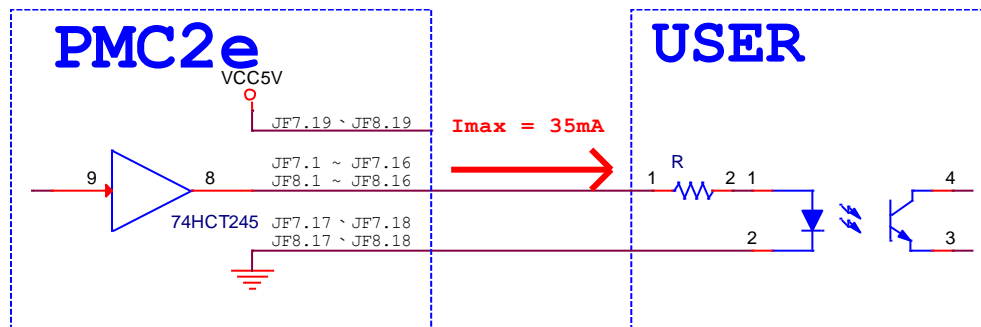 PMC2e
USER
VCC5V
JF7.19、JF8.19
Imax = 35mA
JF7.1 ~ JF7.16
JF8.1 ~ JF8.16
R
9
8
1
2
1
4
74HCT245
JF7.17、JF7.18
JF8.17、JF8.18
2
3